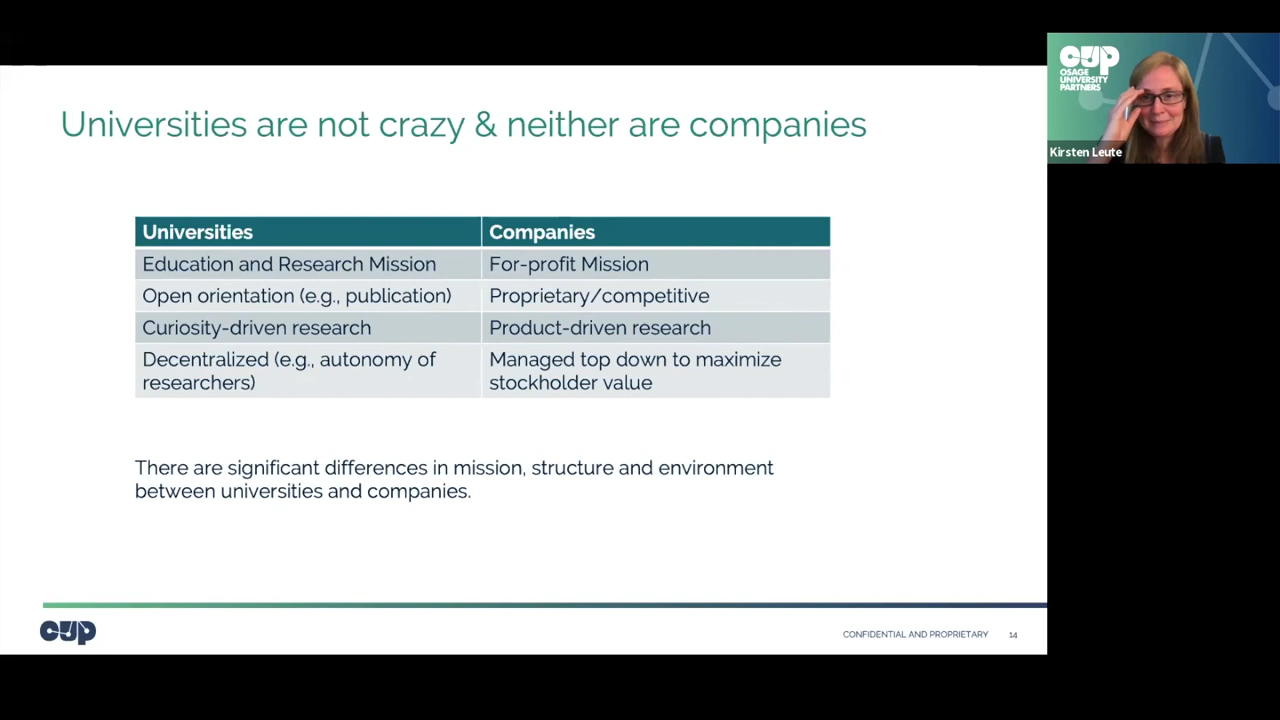 Universities are not crazy & neither are companies
Universities
Companies
Education and Research Mission
For-profit Mission
Open orientation (e.g., publication)
Proprietary/competitive
Curiosity-driven research
Product-driven research
Decentralized (e.g., autonomy of
researchers)
Managed top down to maximize
stockholder value
There are significant differences in mission, structure and environment
between universities and companies.
OUP
CONFIDENTIAL AND PROPRIETARY
14
OUP
OSAGE
UNIVERSITY
PARTNERS
Kirsten Leute